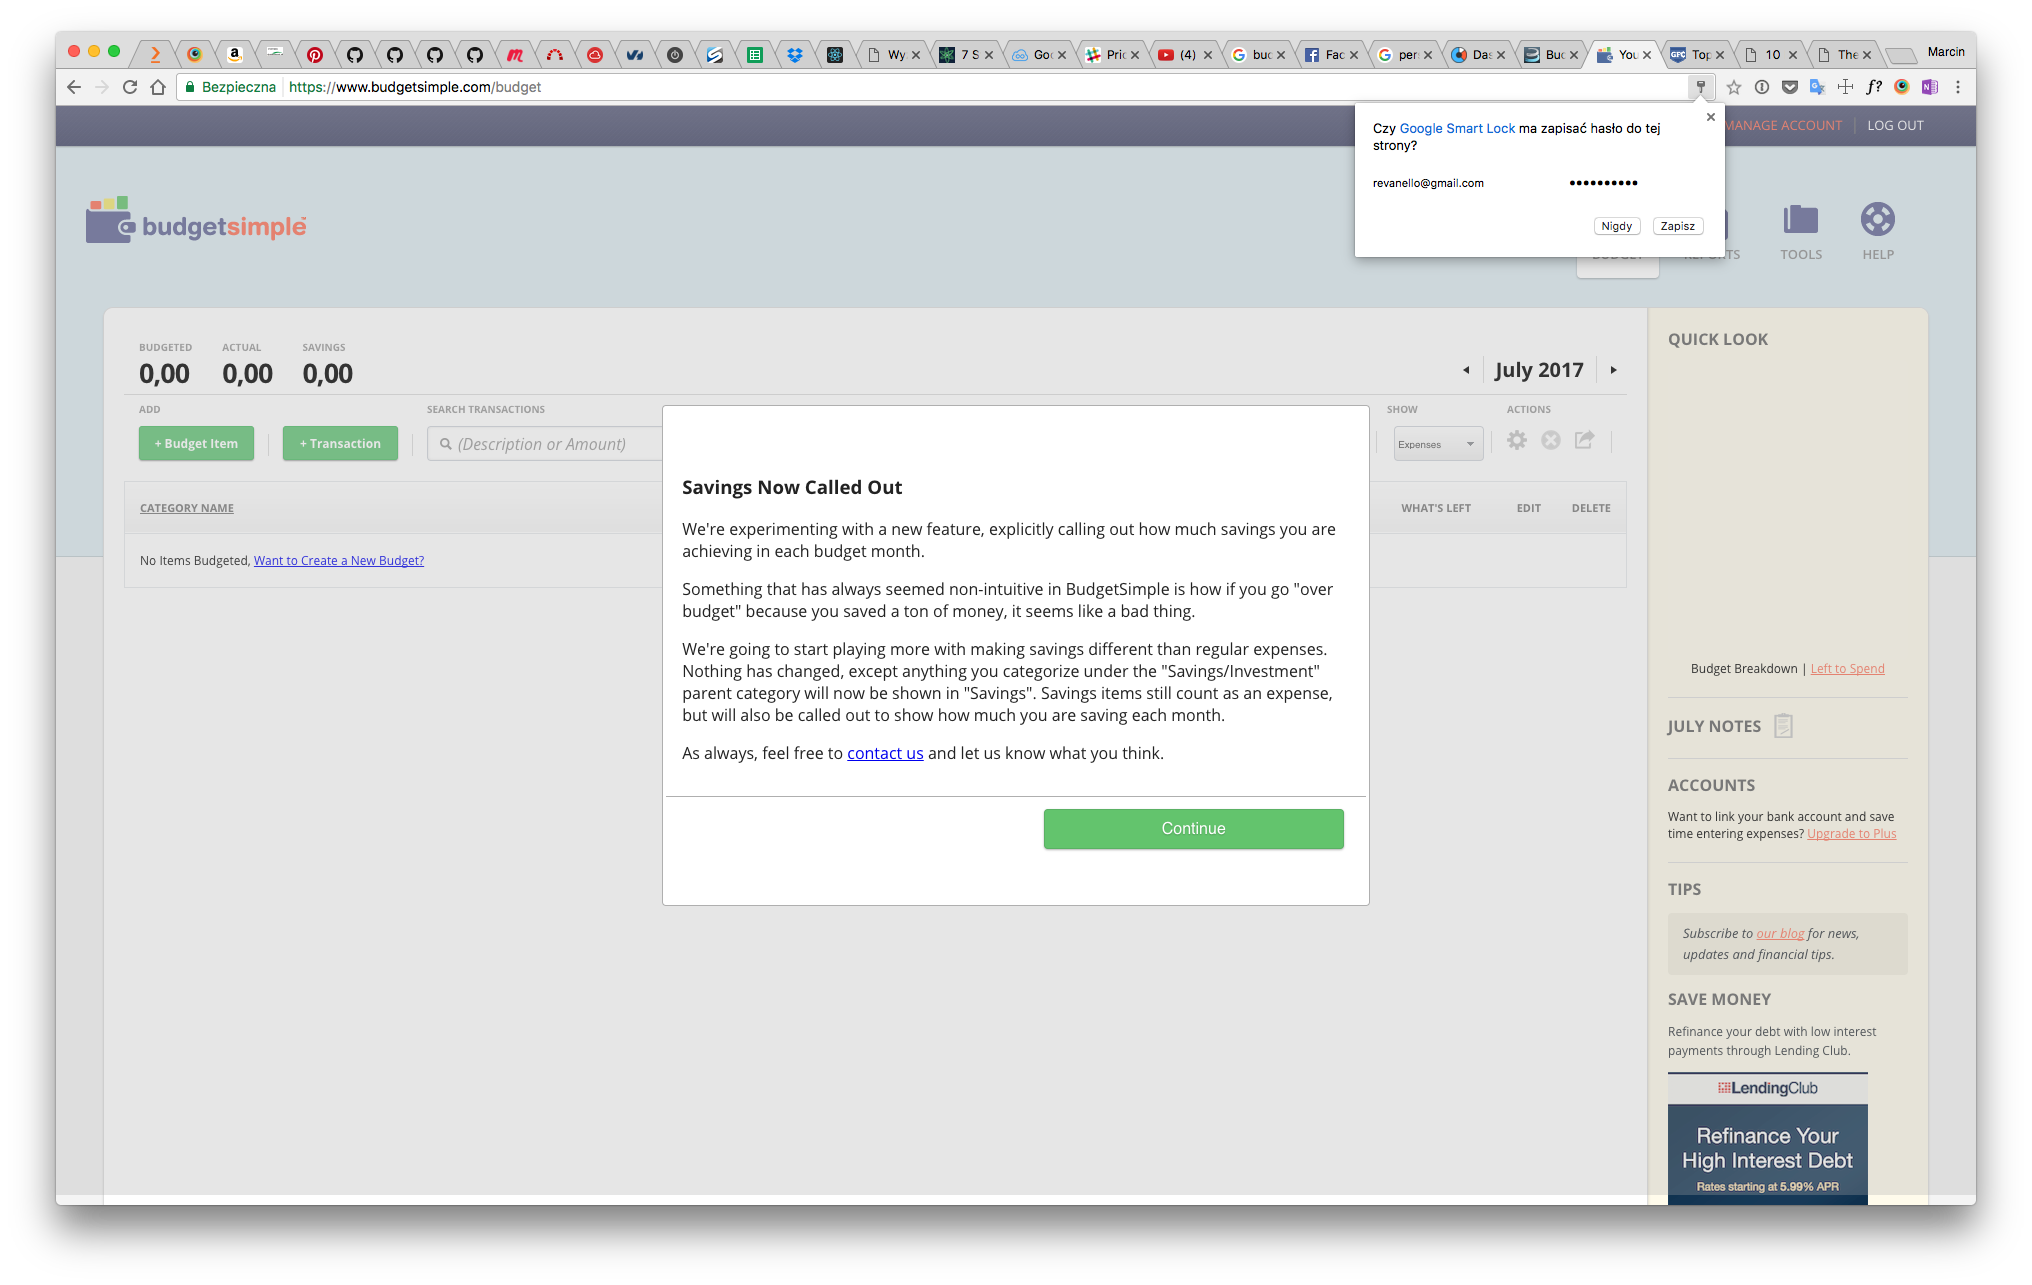 Wy
7 S
Goo
Pric
(4)
buc
Fac
per
Das
Buc
You
Top
10
The
Marcin
Bezpieczna
https://www.budgetsimple.com/budget
Czy Google Smart Lock ma zapisać hasło do tej
strony?
revanello@gmail.com
••••••••••
Nigdy
Zapisz
MANAGE ACCOUNT
LOG OUT
budgetsimple
BUDGET
REPORTS
TOOLS
HELP
BUDGETED
ACTUAL
SAVINGS
0,00
0,00
0,00
July 2017
ADD
SEARCH TRANSACTIONS
SHOW
ACTIONS
+ Budget Item
+ Transaction
(Description or Amount)
Expenses
CATEGORY NAME
WHAT'S LEFT
EDIT
DELETE
No Items Budgeted, Want to Create a New Budget?
Savings Now Called Out
We're experimenting with a new feature, explicitly calling out how much savings you are
achieving in each budget month.
Something that has always seemed non-intuitive in BudgetSimple is how if you go "over
budget" because you saved a ton of money, it seems like a bad thing.
We're going to start playing more with making savings different than regular expenses.
Nothing has changed, except anything you categorize under the "Savings/Investment"
parent category will now be shown in "Savings". Savings items still count as an expense,
but will also be called out to show how much you are saving each month.
As always, feel free to contact us and let us know what you think.
Continue
QUICK LOOK
Budget Breakdown | Left to Spend
JULY NOTES
ACCOUNTS
Want to link your bank account and save
time entering expenses? Upgrade to Plus
TIPS
Subscribe to our blog for news,
updates and financial tips.
SAVE MONEY
Refinance your debt with low interest
payments through Lending Club.
LendingClub
Refinance Your
High Interest Debt
Rates starting at 5.99% APR